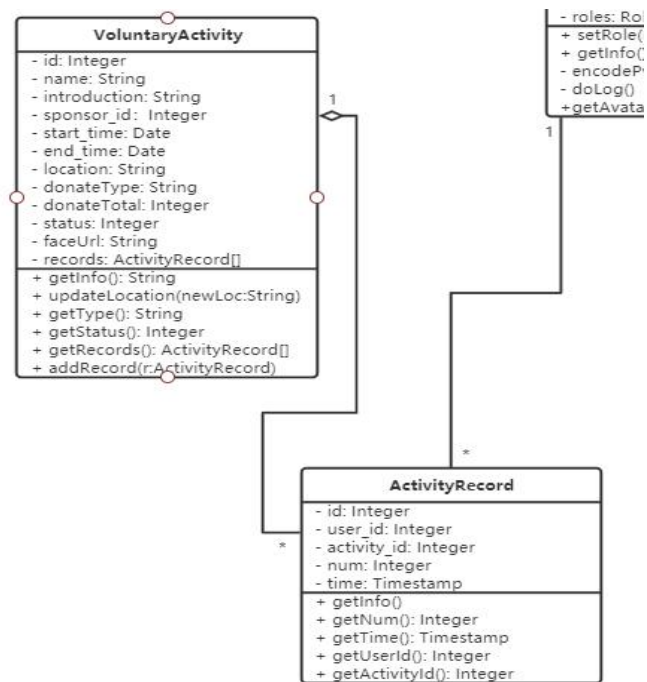 VoluntaryActivity
- id: Integer
- name: String
- introduction: String
- sponsor_id: Integer
- start_time: Date
- end_time: Date
- location: String
- donateType: String
- donateTotal: Integer
- status: Integer
- faceUrl: String
- records: ActivityRecord[]
+ getInfo(): String
+ updateLocation(newLoc:String)
+ getType(): String
+ getStatus(): Integer
+ getRecords(): ActivityRecord[]
+ addRecord(r:ActivityRecord)
1
- roles: Rol
+ setRole(
+ getInfo()
- encodeP
- doLog()
+getAvata
1
*
*
ActivityRecord
- id: Integer
- user_id: Integer
- activity_id: Integer
- num: Integer
- time: Timestamp
+ getInfo()
+ getNum(): Integer
+ getTime(): Timestamp
+ getUserId(): Integer
+ getActivityId(): Integer